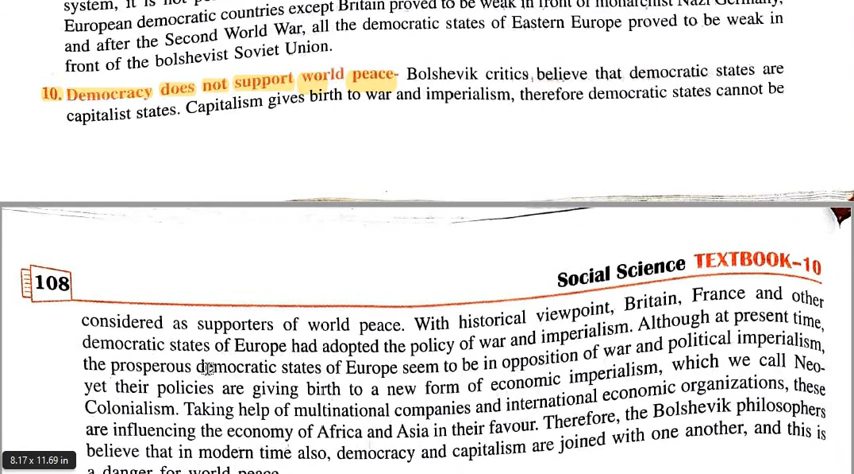 system, it is not
European democratic countries except Britain proved to be weak in front of monarchist Nazi Germany,
and after the Second World War, all the democratic states of Eastern Europe proved to be weak in
front of the bolshevist Soviet Union.
10. Democracy does not support world peace- Bolshevik critics believe that democratic states are
capitalist states. Capitalism gives birth to war and imperialism, therefore democratic states cannot be
108
Social Science TEXTBOOK-10
considered as supporters of world peace. With historical viewpoint, Britain, France and other
democratic states of Europe had adopted the policy of war and imperialism. Although at present time,
the prosperous democratic states of Europe seem to be in opposition of war and political imperialism,
yet their policies are giving birth to a new form of economic imperialism, which we call Neo-
Colonialism. Taking help of multinational companies and international economic organizations, these
are influencing the economy of Africa and Asia in their favour. Therefore, the Bolshevik philosophers
believe that in modern time also, democracy and capitalism are joined with one another, and this is
a danger for world peace
8.17 x 11.69 in